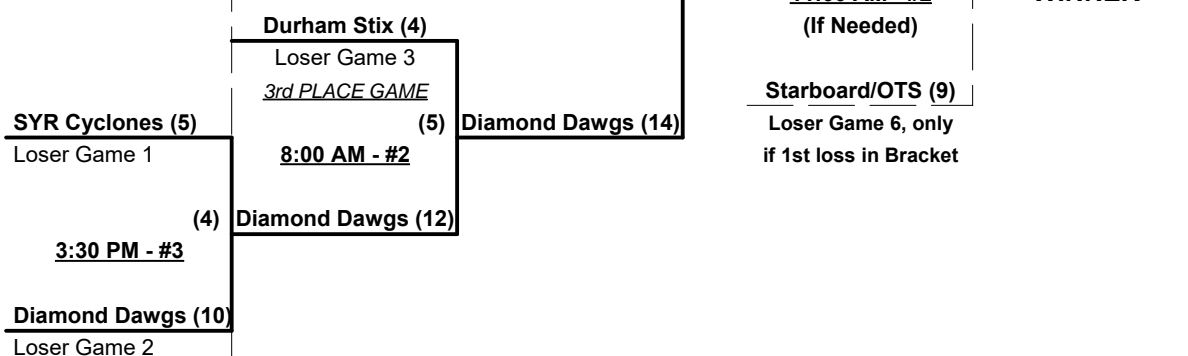 Durham Stix (4)
(If Needed)
Loser Game 3
3rd PLACE GAME
Starboard/OTS (9)
SYR Cyclones (5)
(5)
Diamond Dawgs (14)
Loser Game 6, only
Loser Game 1
8:00 AM - #2
if 1st loss in Bracket
(4)
Diamond Dawgs (12)
3:30 PM - #3
Diamond Dawgs (10)
Loser Game 2